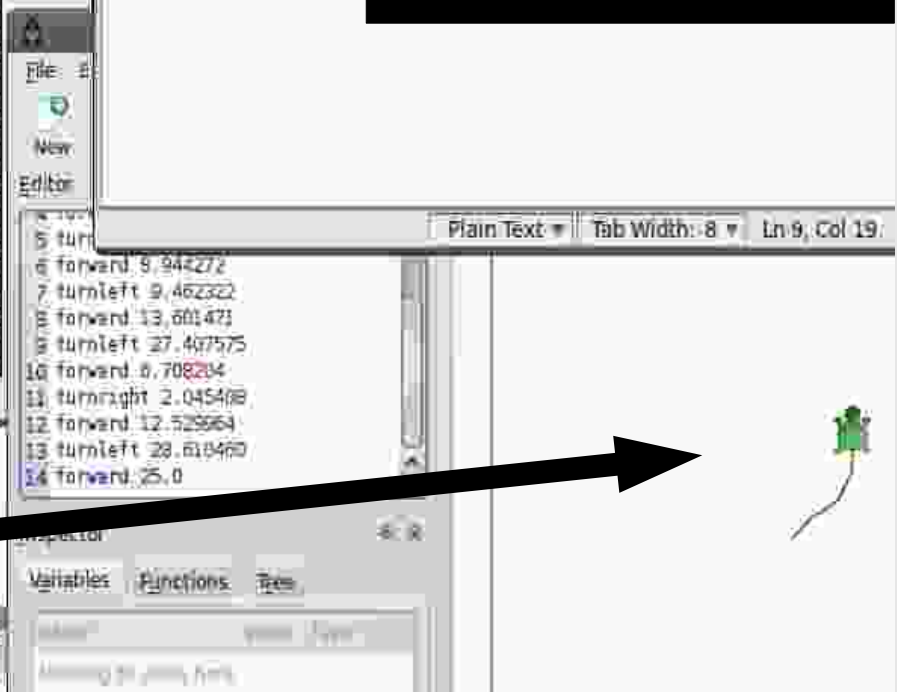 File
New
Editor
Plain Text Tab Width: 8 Ln 9, Col 19
5 turn
6 forward 8.944272
7 turnleft 9.462322
8 forward 13.601471
9 turnleft 27.407575
10 forward 6.708204
11 turnright 2.045408
12 forward 12.529964
13 turnleft 28.610460
14 forward 25.0
Inspector
Variables Functions Tree